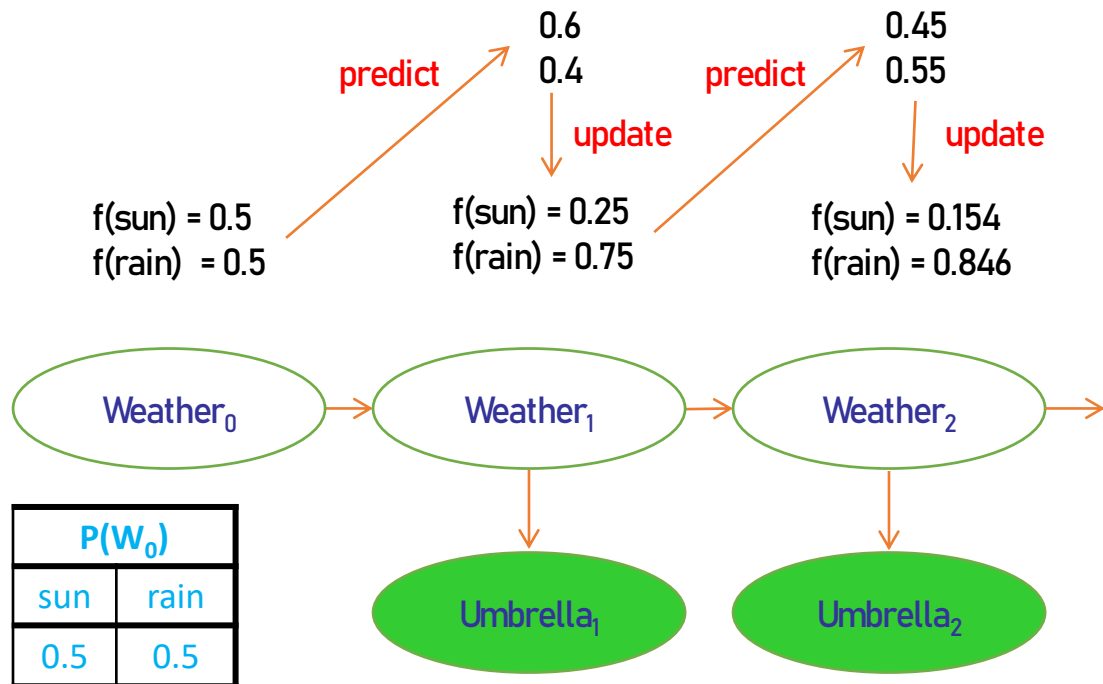 0.6
0.4
0.45
0.55
predict
predict
update
update
f(sun) = 0.5
f(rain) = 0.5
f(sun) = 0.25
f(rain) = 0.75
f(sun) = 0.154
f(rain) = 0.846
Weather₀
Weather₁
Weather₂
P(W₀)
sun rain
0.5 0.5
Umbrella₁
Umbrella₂